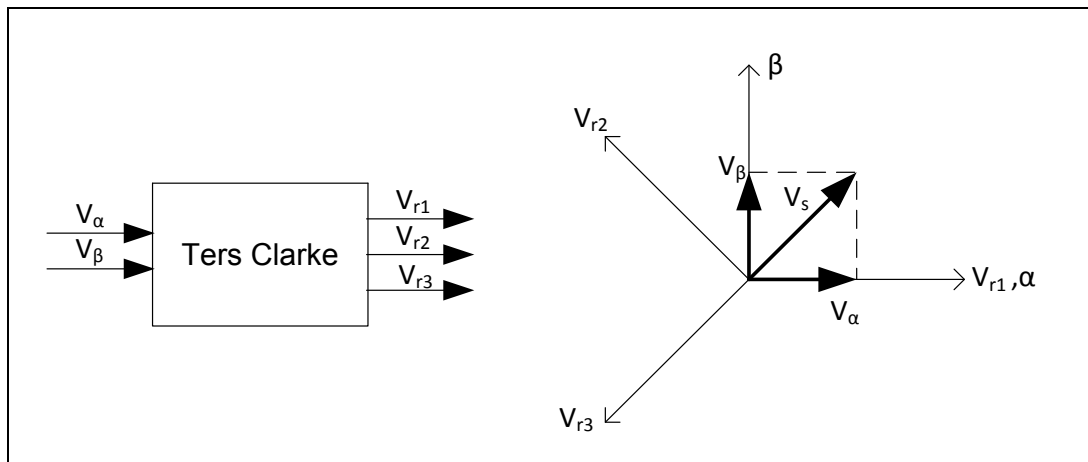 Vα
Vβ
Ters Clarke
Vr1
Vr2
Vr3
β
Vr2
Vβ
Vs
Vr1 ,α
Vα
Vr3